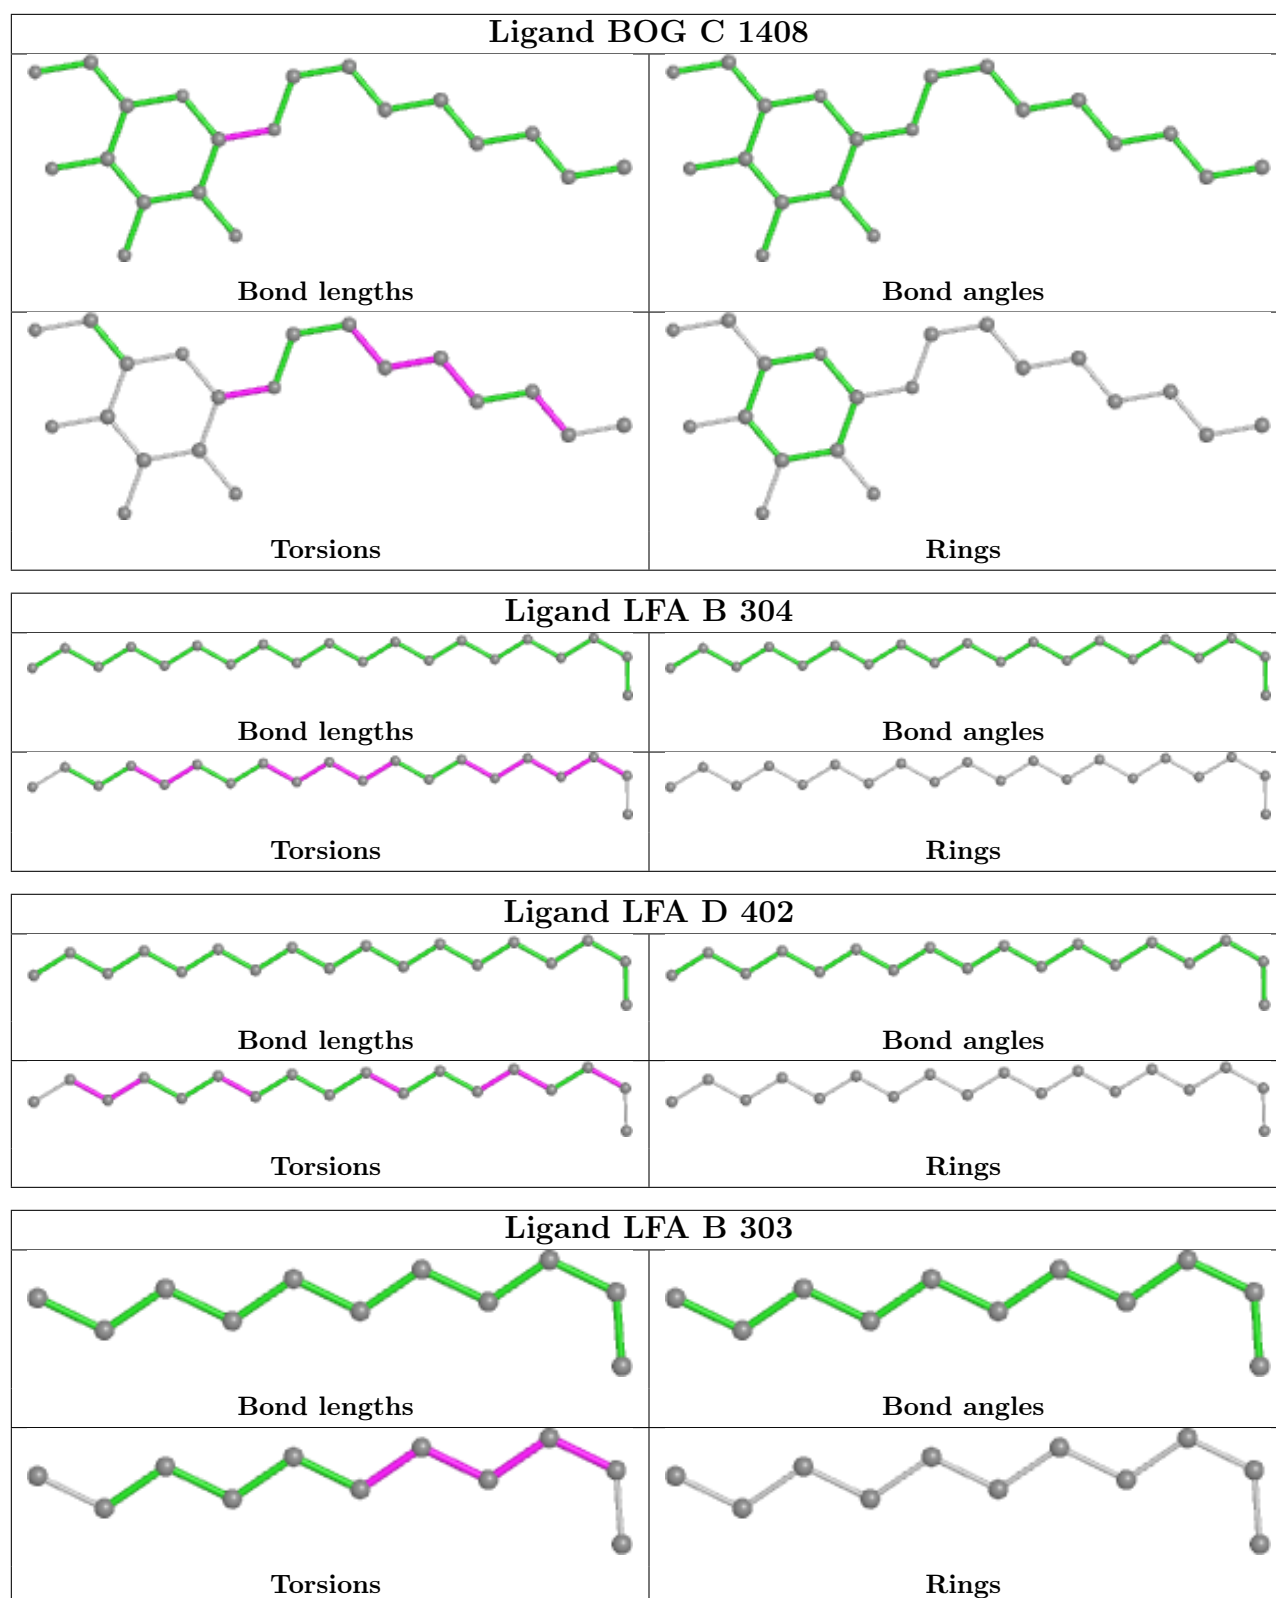 Ligand BOG C 1408
Bond lengths
Bond angles
Torsions
Rings
Ligand LFA B 304
Bond lengths
Bond angles
Torsions
Rings
Ligand LFA D 402
Bond lengths
Bond angles
Torsions
Rings
Ligand LFA B 303
Bond lengths
Bond angles
Torsions
Rings